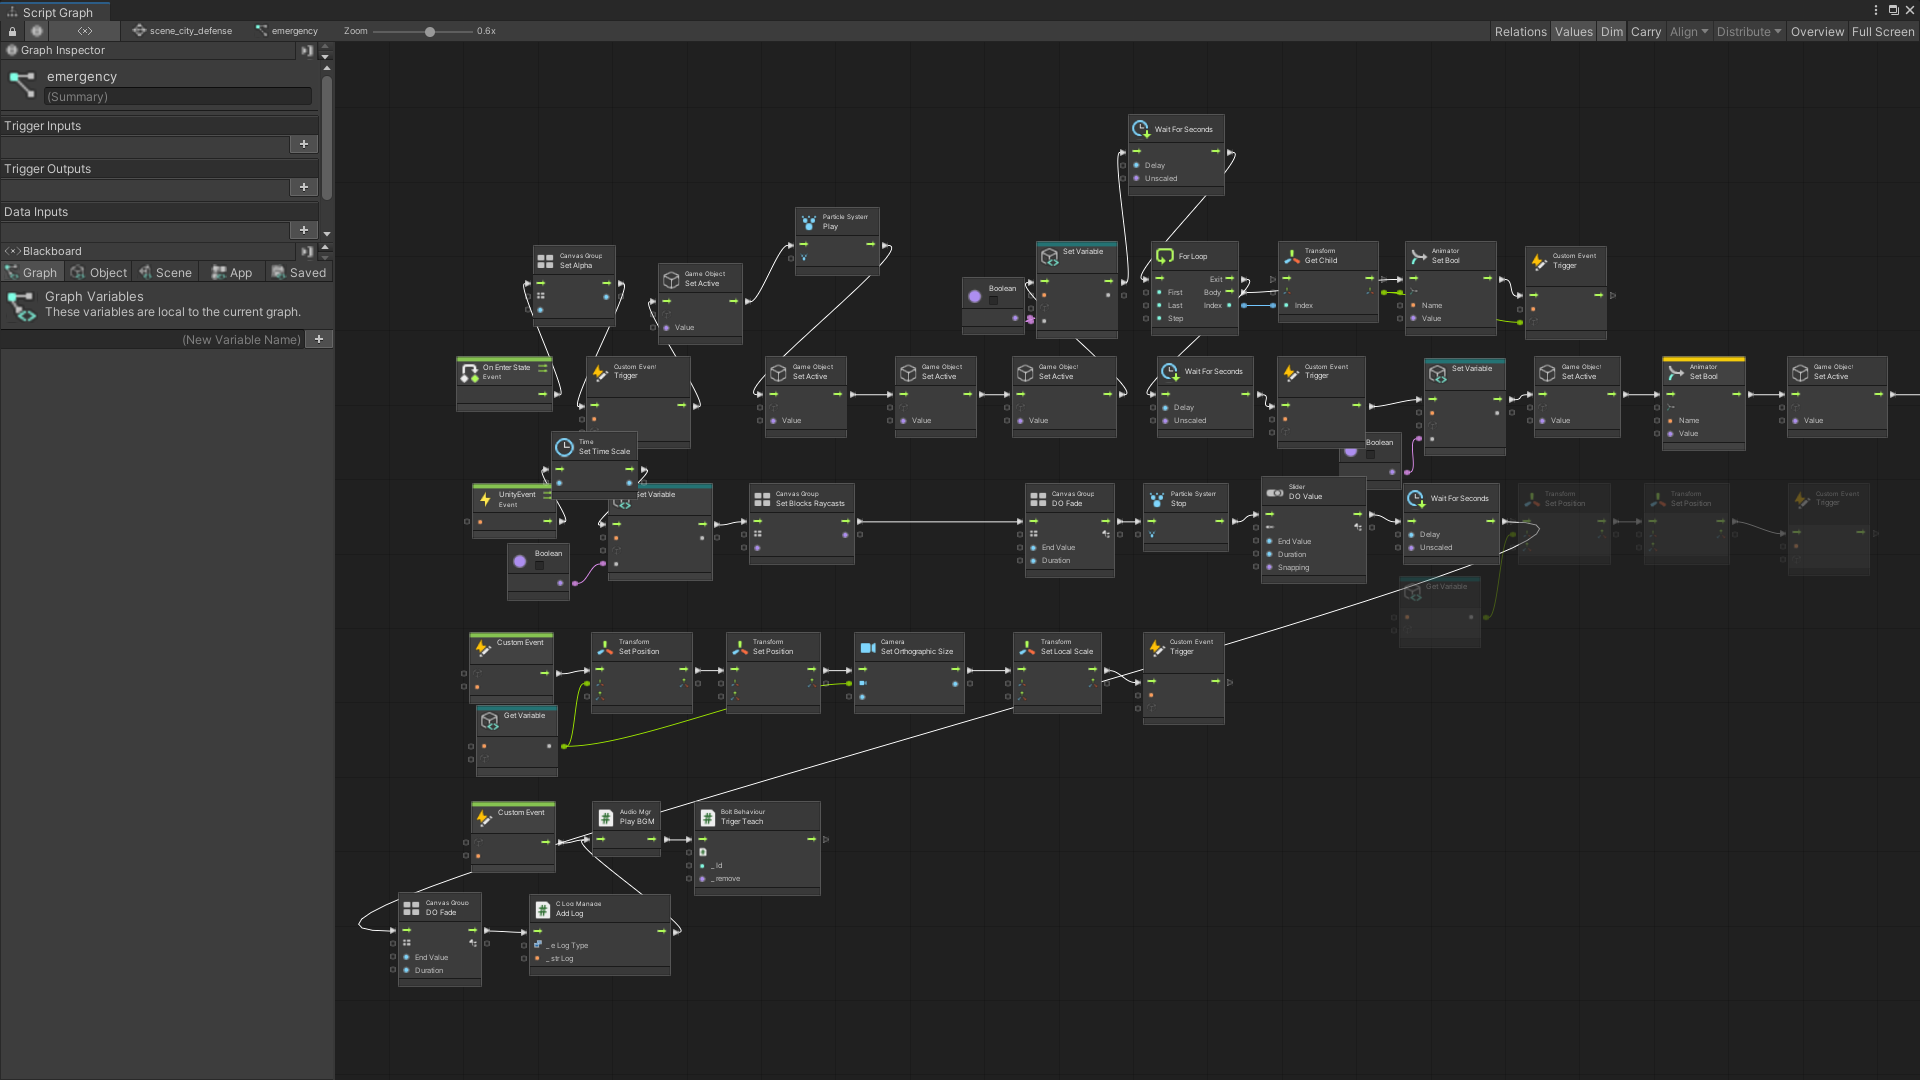 Script Graph
scene_city_defense
emergency
Zoom
0.6x
Relations
Values
Dim
Carry
Align
Distribute
Overview
Full Screen
Graph Inspector
emergency
(Summary)
Trigger Inputs
Trigger Outputs
Data Inputs
Blackboard
Graph
Object
Scene
App
Saved
Graph Variables
These variables are local to the current graph.
(New Variable Name)
Wait For Seconds
Delay
Unscaled
Particle System
Play
Canvas Group
Set Alpha
Game Object
Set Active
Value
Boolean
Set Variable
For Loop
Exit
First
Body
Last
Index
Step
Transform
Get Child
Index
Animator
Set Bool
Name
Value
Custom Event
Trigger
On Enter State
Event
Custom Event
Trigger
Game Object
Set Active
Value
Game Object
Set Active
Value
Game Object
Set Active
Value
Wait For Seconds
Delay
Unscaled
Custom Event
Trigger
Boolean
Set Variable
Game Object
Set Active
Value
Animator
Set Bool
Name
Value
Game Object
Set Active
Value
Time
Set Time Scale
UnityEvent
Event
Set Variable
Boolean
Canvas Group
Set Blocks Raycasts
Canvas Group
DO Fade
End Value
Duration
Particle System
Stop
Slider
DO Value
End Value
Duration
Snapping
Wait For Seconds
Delay
Unscaled
Transform
Set Position
Transform
Set Position
Custom Event
Trigger
Get Variable
Custom Event
Get Variable
Transform
Set Position
Transform
Set Position
Camera
Set Orthographic Size
Transform
Set Local Scale
Custom Event
Trigger
Custom Event
Audio Mgr
Play BGM
Bolt Behaviour
Triger Teach
_Id
_remove
Canvas Group
DO Fade
End Value
Duration
C Log Manage
Add Log
_e Log Type
_str Log